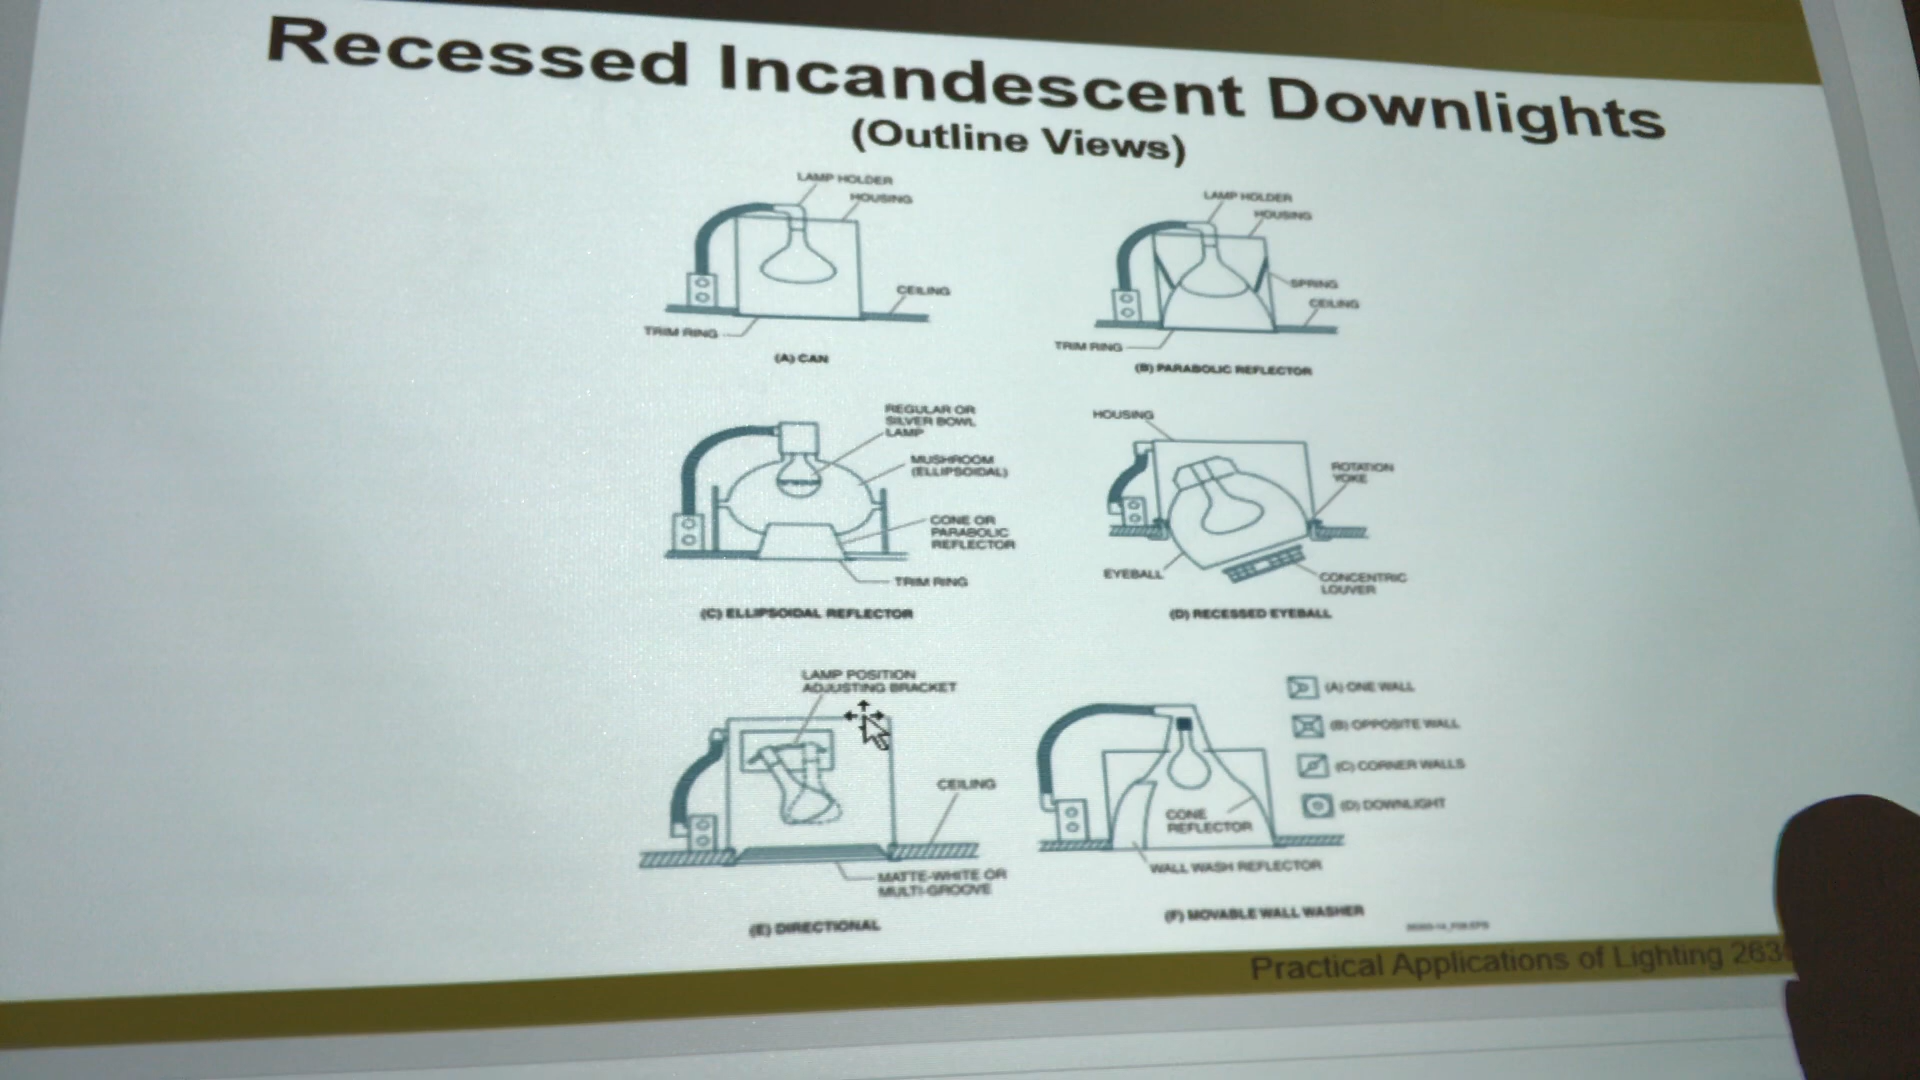 Recessed Incandescent Downlights
(Outline Views)
LAMP HOLDER
HOUSING
CEILING
TRIM RING
(A) CAN
LAMP HOLDER
HOUSING
SPRING
CEILING
TRIM RING
(B) PARABOLIC REFLECTOR
REGULAR OR
SILVER BOWL
LAMP
MUSHROOM
(ELLIPSOIDAL)
CONE OR
PARABOLIC
REFLECTOR
TRIM RING
(C) ELLIPSOIDAL REFLECTOR
HOUSING
ROTATION
YOKE
EYEBALL
CONCENTRIC
LOUVER
(D) RECESSED EYEBALL
LAMP POSITION
ADJUSTING BRACKET
CEILING
MATTE-WHITE OR
MULTI-GROOVE
(E) DIRECTIONAL
(A) ONE WALL
(B) OPPOSITE WALL
(C) CORNER WALLS
(D) DOWNLIGHT
CONE
REFLECTOR
WALL WASH REFLECTOR
(F) MOVABLE WALL WASHER
Practical Applications of Lighting 263